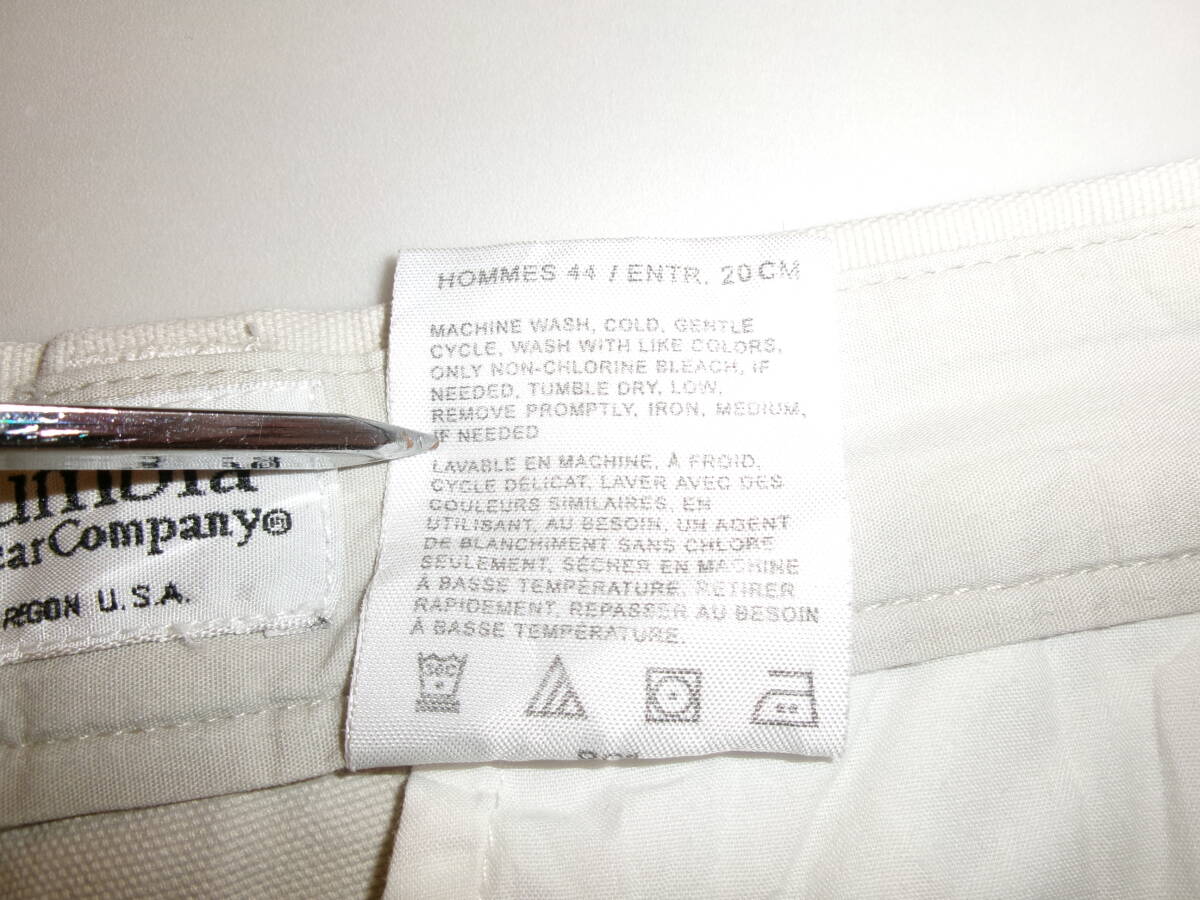 HOMMES 44 / ENTR. 20 CM
MACHINE WASH, COLD, GENTLE
CYCLE, WASH WITH LIKE COLORS,
ONLY NON-CHLORINE BLEACH, IF
NEEDED, TUMBLE DRY, LOW,
REMOVE PROMPTLY, IRON, MEDIUM,
IF NEEDED
LAVABLE EN MACHINE, À FROID,
CYCLE DÉLICAT, LAVER AVEC DES
COULEURS SIMILAIRES, EN
UTILISANT, AU BESOIN, UN AGENT
DE BLANCHIMENT SANS CHLORE
SEULEMENT, SÉCHER EN MACHINE
À BASSE TEMPÉRATURE, RETIRER
RAPIDEMENT, REPASSER AU BESOIN
À BASSE TEMPÉRATURE.
umbia
earCompany®
REGON U.S.A.